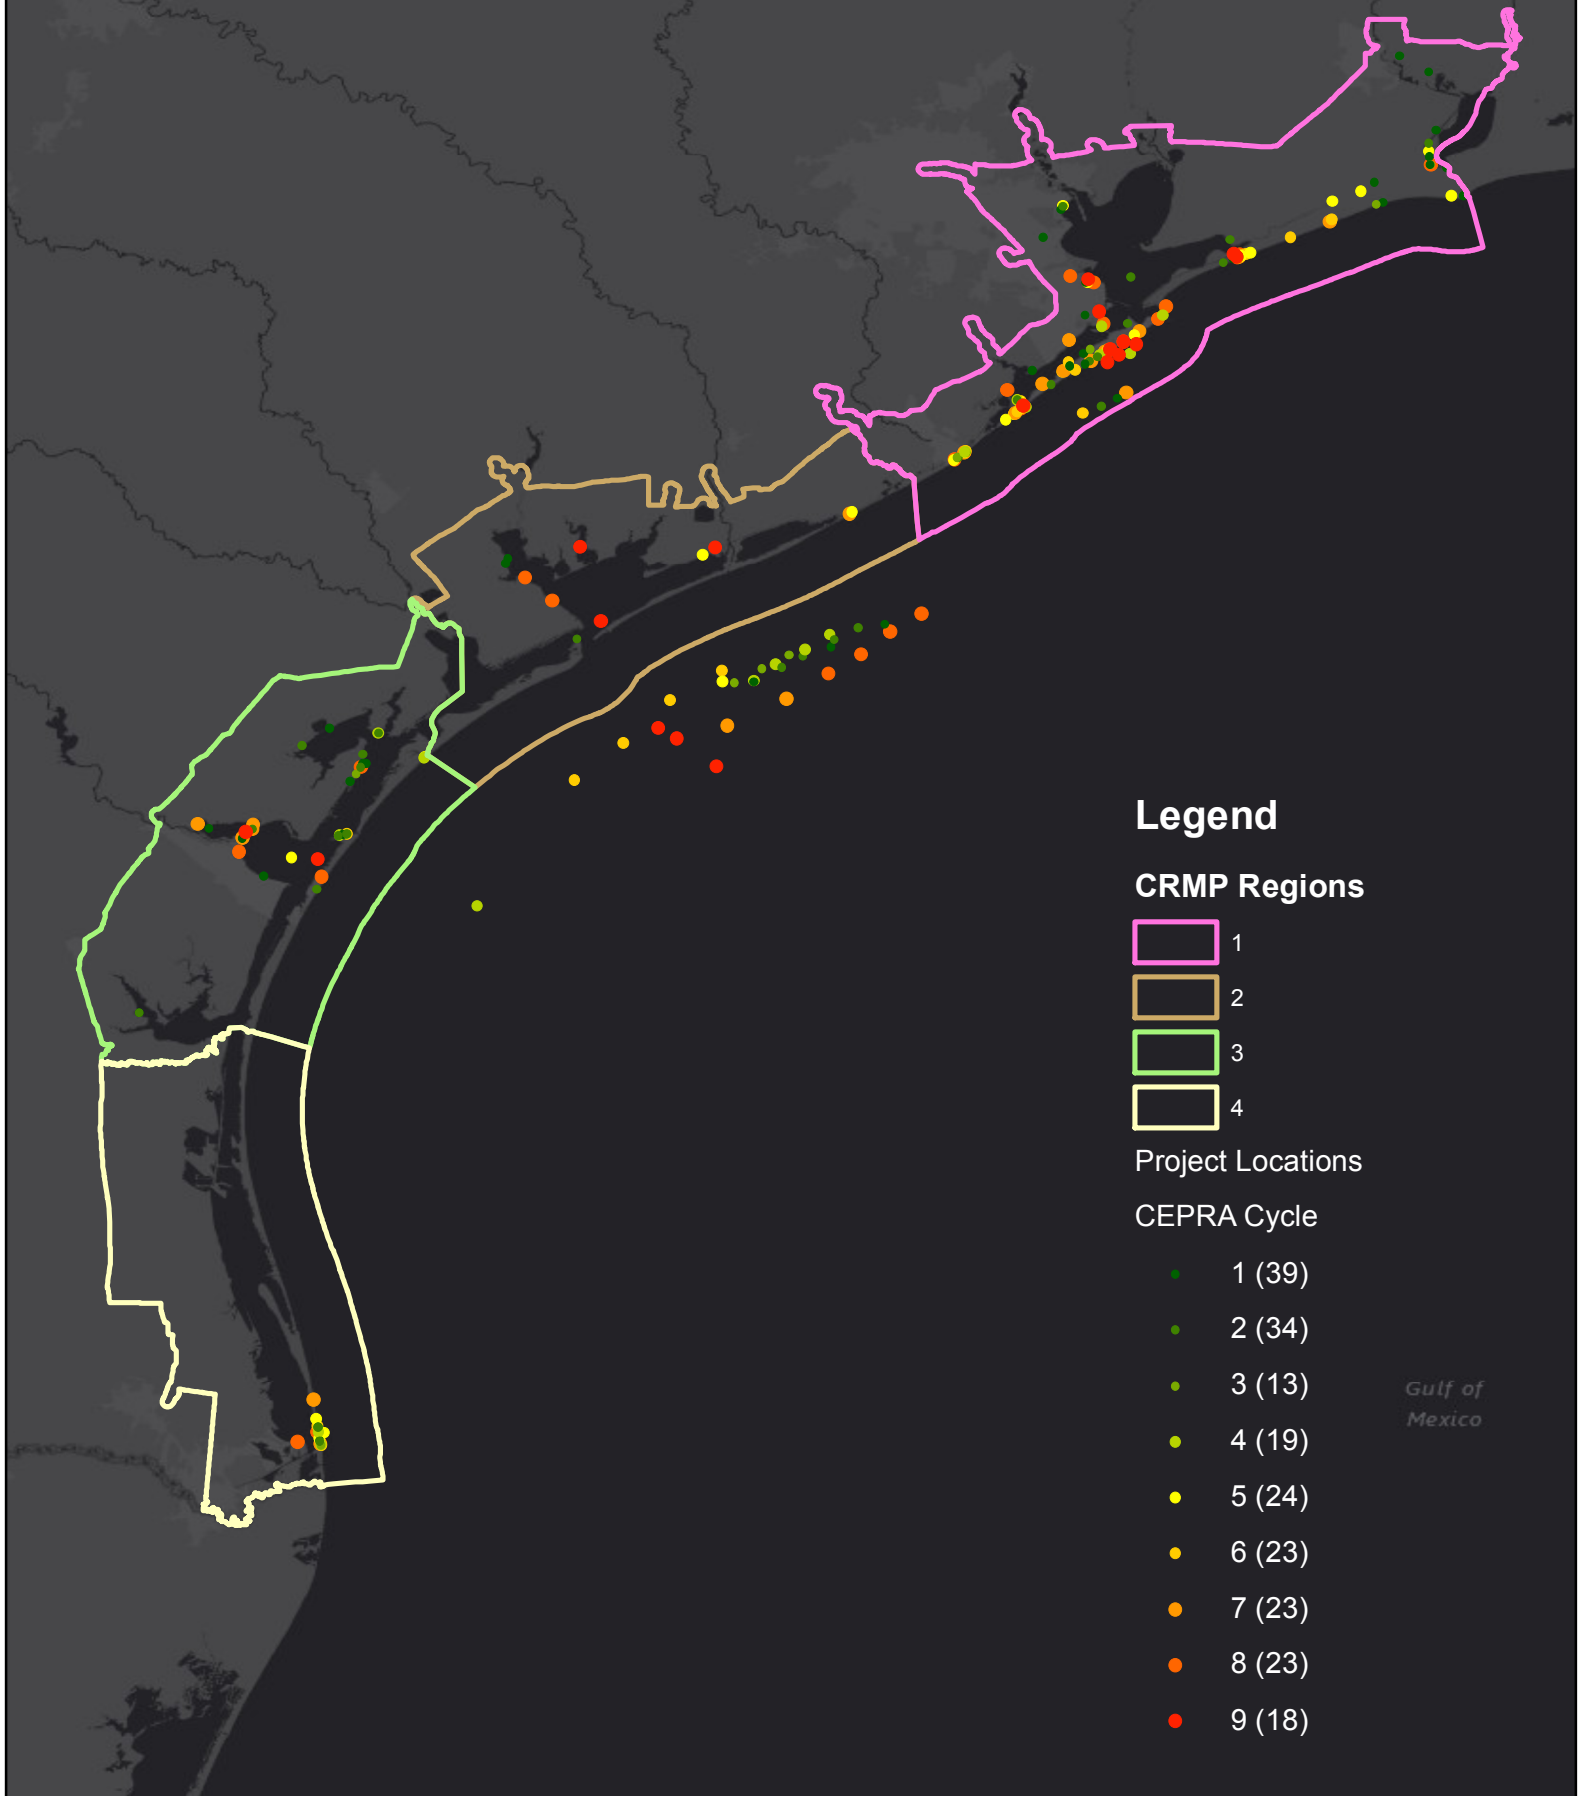 Legend
CRMP Regions
1
2
3
4
Project Locations
CEPRA Cycle
1 (39)
2 (34)
3 (13)
4 (19)
5 (24)
6 (23)
7 (23)
8 (23)
9 (18)
Gulf of
Mexico